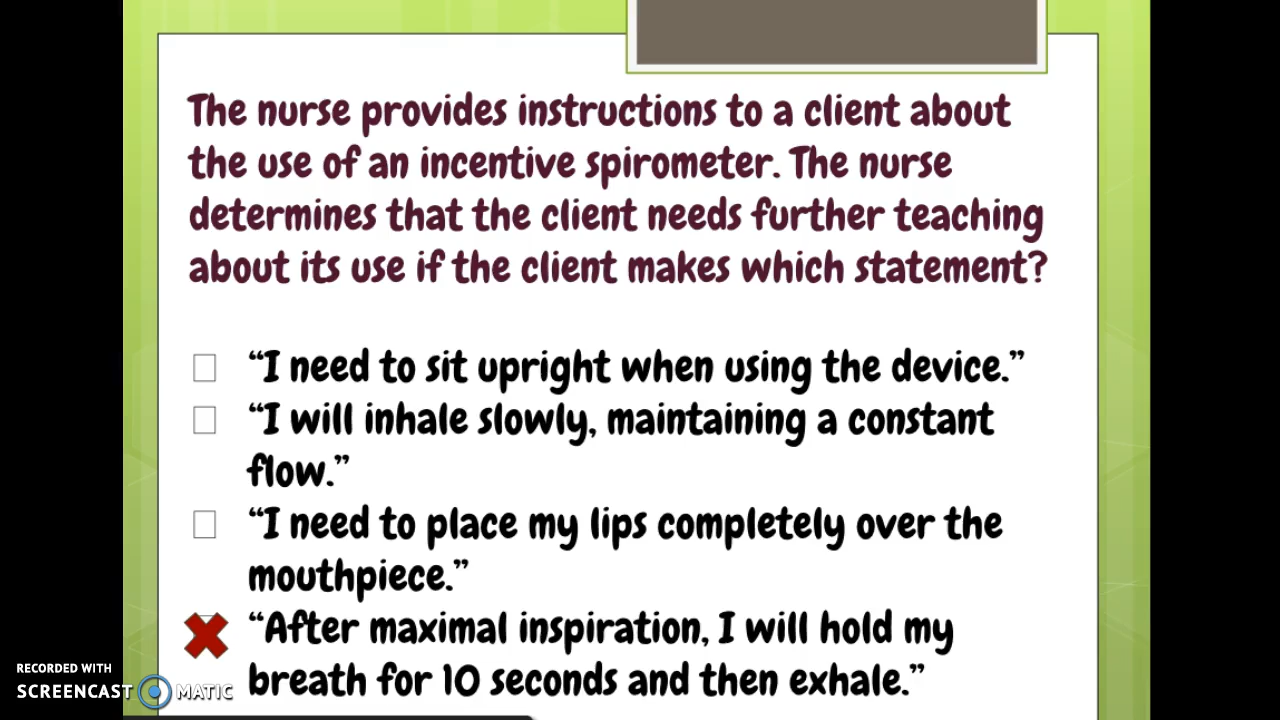 The nurse provides instructions to a client about
the use of an incentive spirometer. The nurse
determines that the client needs further teaching
about its use if the client makes which statement?
“I need to sit upright when using the device.”
“I will inhale slowly, maintaining a constant
flow.”
“I need to place my lips completely over the
mouthpiece.”
“After maximal inspiration, I will hold my
breath for 10 seconds and then exhale.”
RECORDED WITH
SCREENCAST MATIC